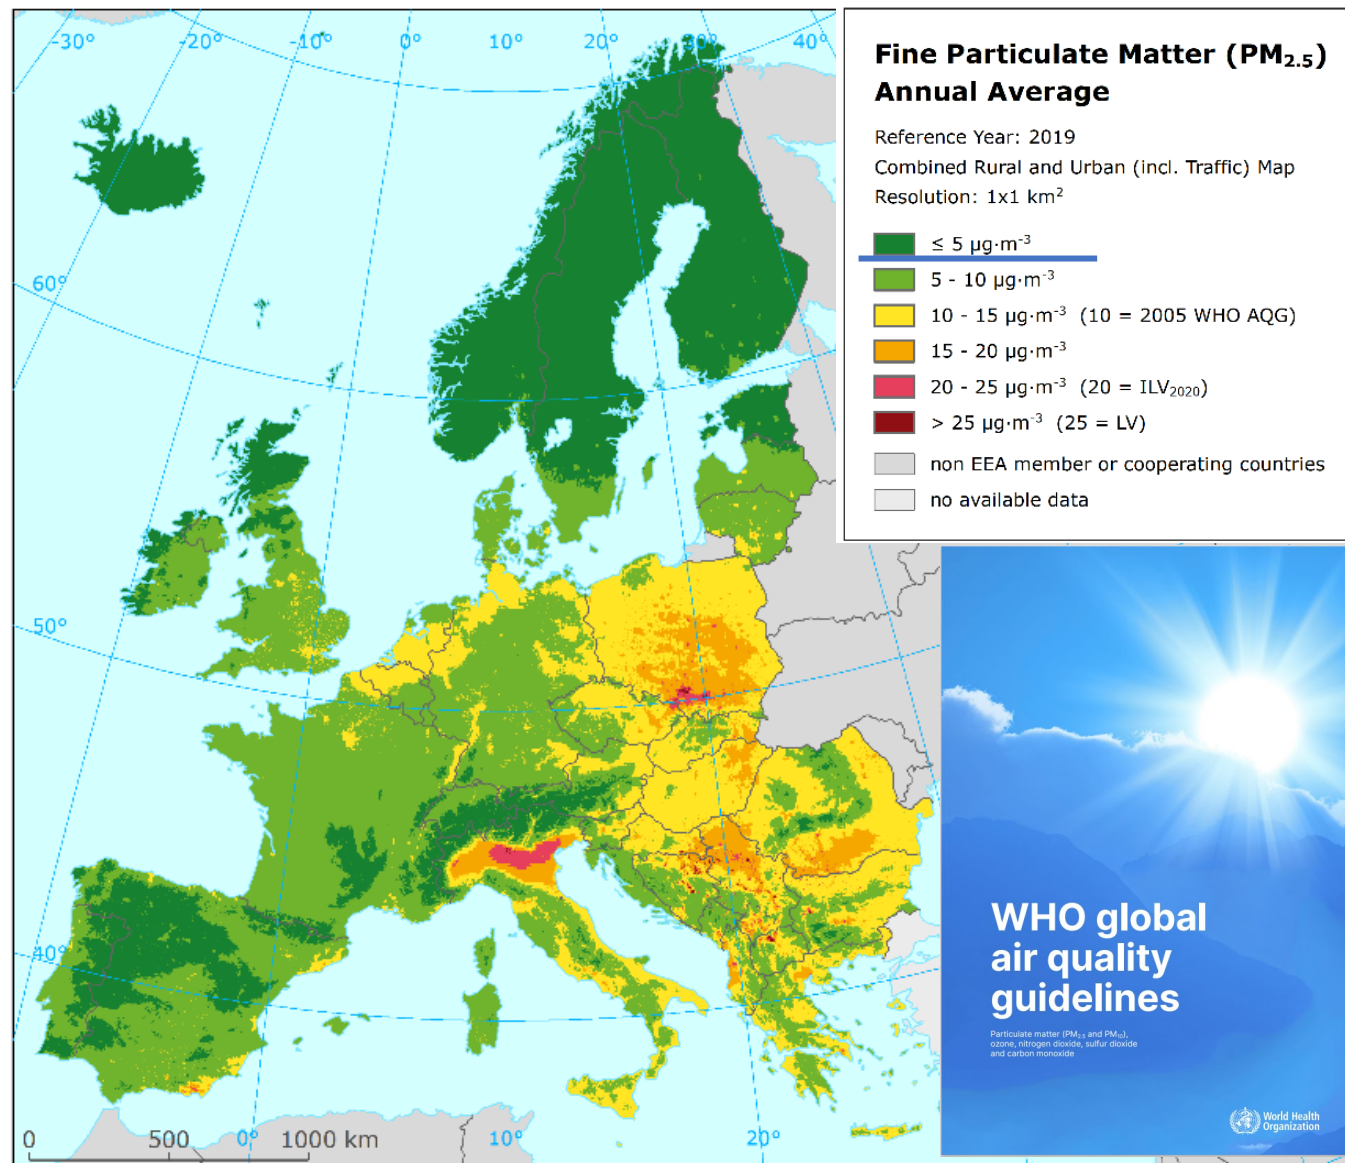 -30°
-20°
-10°
0°
10°
20°
30°
40°
60°
50°
40°
0
500
0°
1000 km
10°
20°
Fine Particulate Matter (PM2.5)
Annual Average
Reference Year: 2019
Combined Rural and Urban (incl. Traffic) Map
Resolution: 1x1 km²
≤ 5 µg·m⁻³
5 - 10 µg·m⁻³
10 - 15 µg·m⁻³ (10 = 2005 WHO AQG)
15 - 20 µg·m⁻³
20 - 25 µg·m⁻³ (20 = ILV2020)
> 25 µg·m⁻³ (25 = LV)
non EEA member or cooperating countries
no available data
WHO global
air quality
guidelines
Particulate matter (PM2.5 and PM10),
ozone, nitrogen dioxide, sulfur dioxide
and carbon monoxide
World Health
Organization